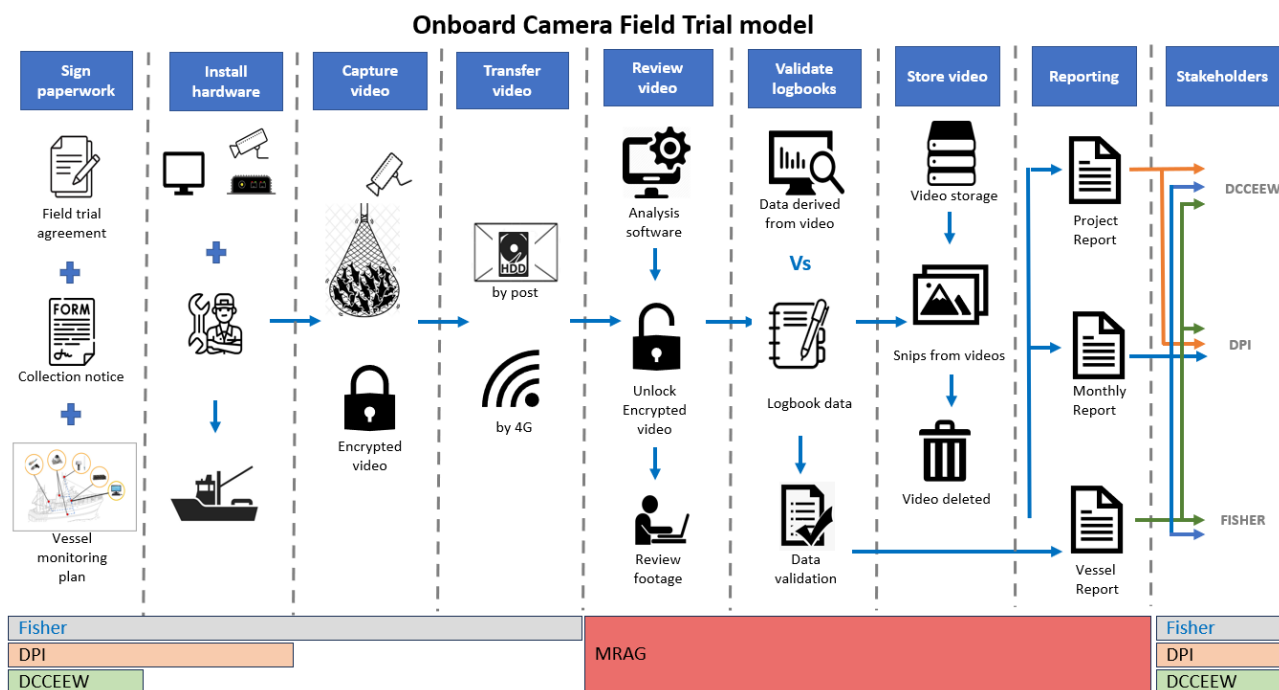 Onboard Camera Field Trial model
Sign
paperwork
Install
hardware
Capture
video
Transfer
video
Review
video
Validate
logbooks
Store video
Reporting
Stakeholders
Field trial
agreement
FORM
Collection notice
Vessel
monitoring
plan
Encrypted
video
HDD
by post
by 4G
Analysis
software
Unlock
Encrypted
video
Review
footage
Data derived
from video
Vs
Logbook data
Data
validation
Video storage
Snips from videos
Video deleted
Project
Report
Monthly
Report
Vessel
Report
DCCEEW
DPI
FISHER
Fisher
DPI
DCCEEW
MRAG
Fisher
DPI
DCCEEW